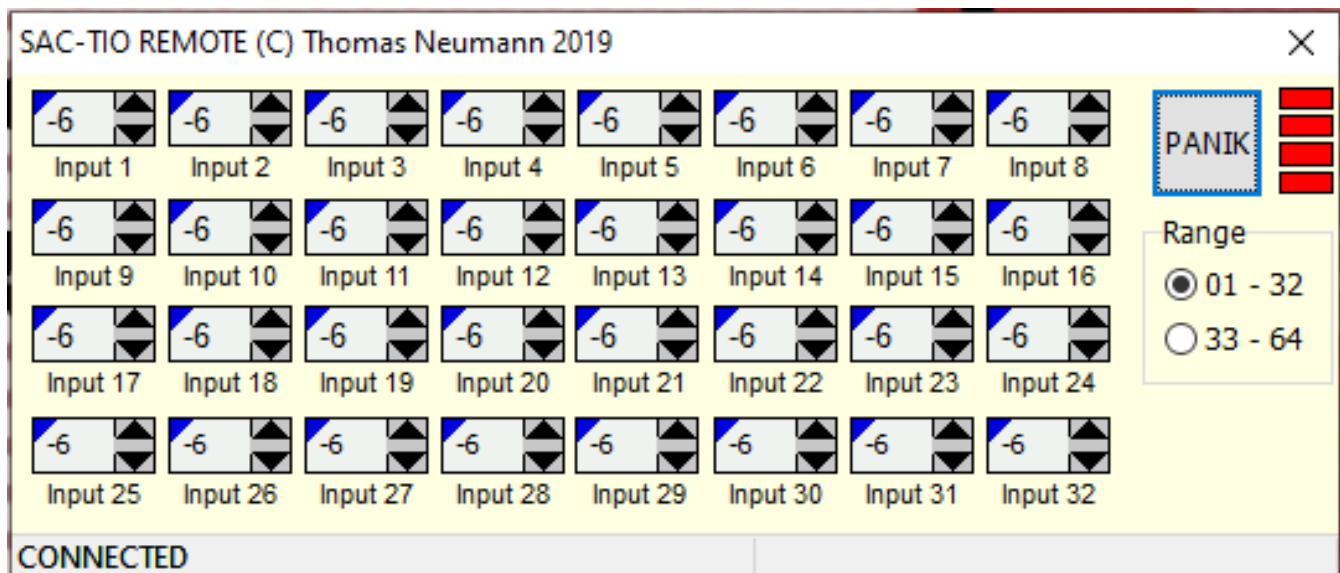 SAC-TIO REMOTE (C) Thomas Neumann 2019
-6 -6 -6 -6 -6 -6 -6 -6 PANIK
Input 1 Input 2 Input 3 Input 4 Input 5 Input 6 Input 7 Input 8
-6 -6 -6 -6 -6 -6 -6 -6 Range
Input 9 Input 10 Input 11 Input 12 Input 13 Input 14 Input 15 Input 16 01 - 32
-6 -6 -6 -6 -6 -6 -6 -6 33 - 64
Input 17 Input 18 Input 19 Input 20 Input 21 Input 22 Input 23 Input 24
-6 -6 -6 -6 -6 -6 -6 -6
Input 25 Input 26 Input 27 Input 28 Input 29 Input 30 Input 31 Input 32
CONNECTED